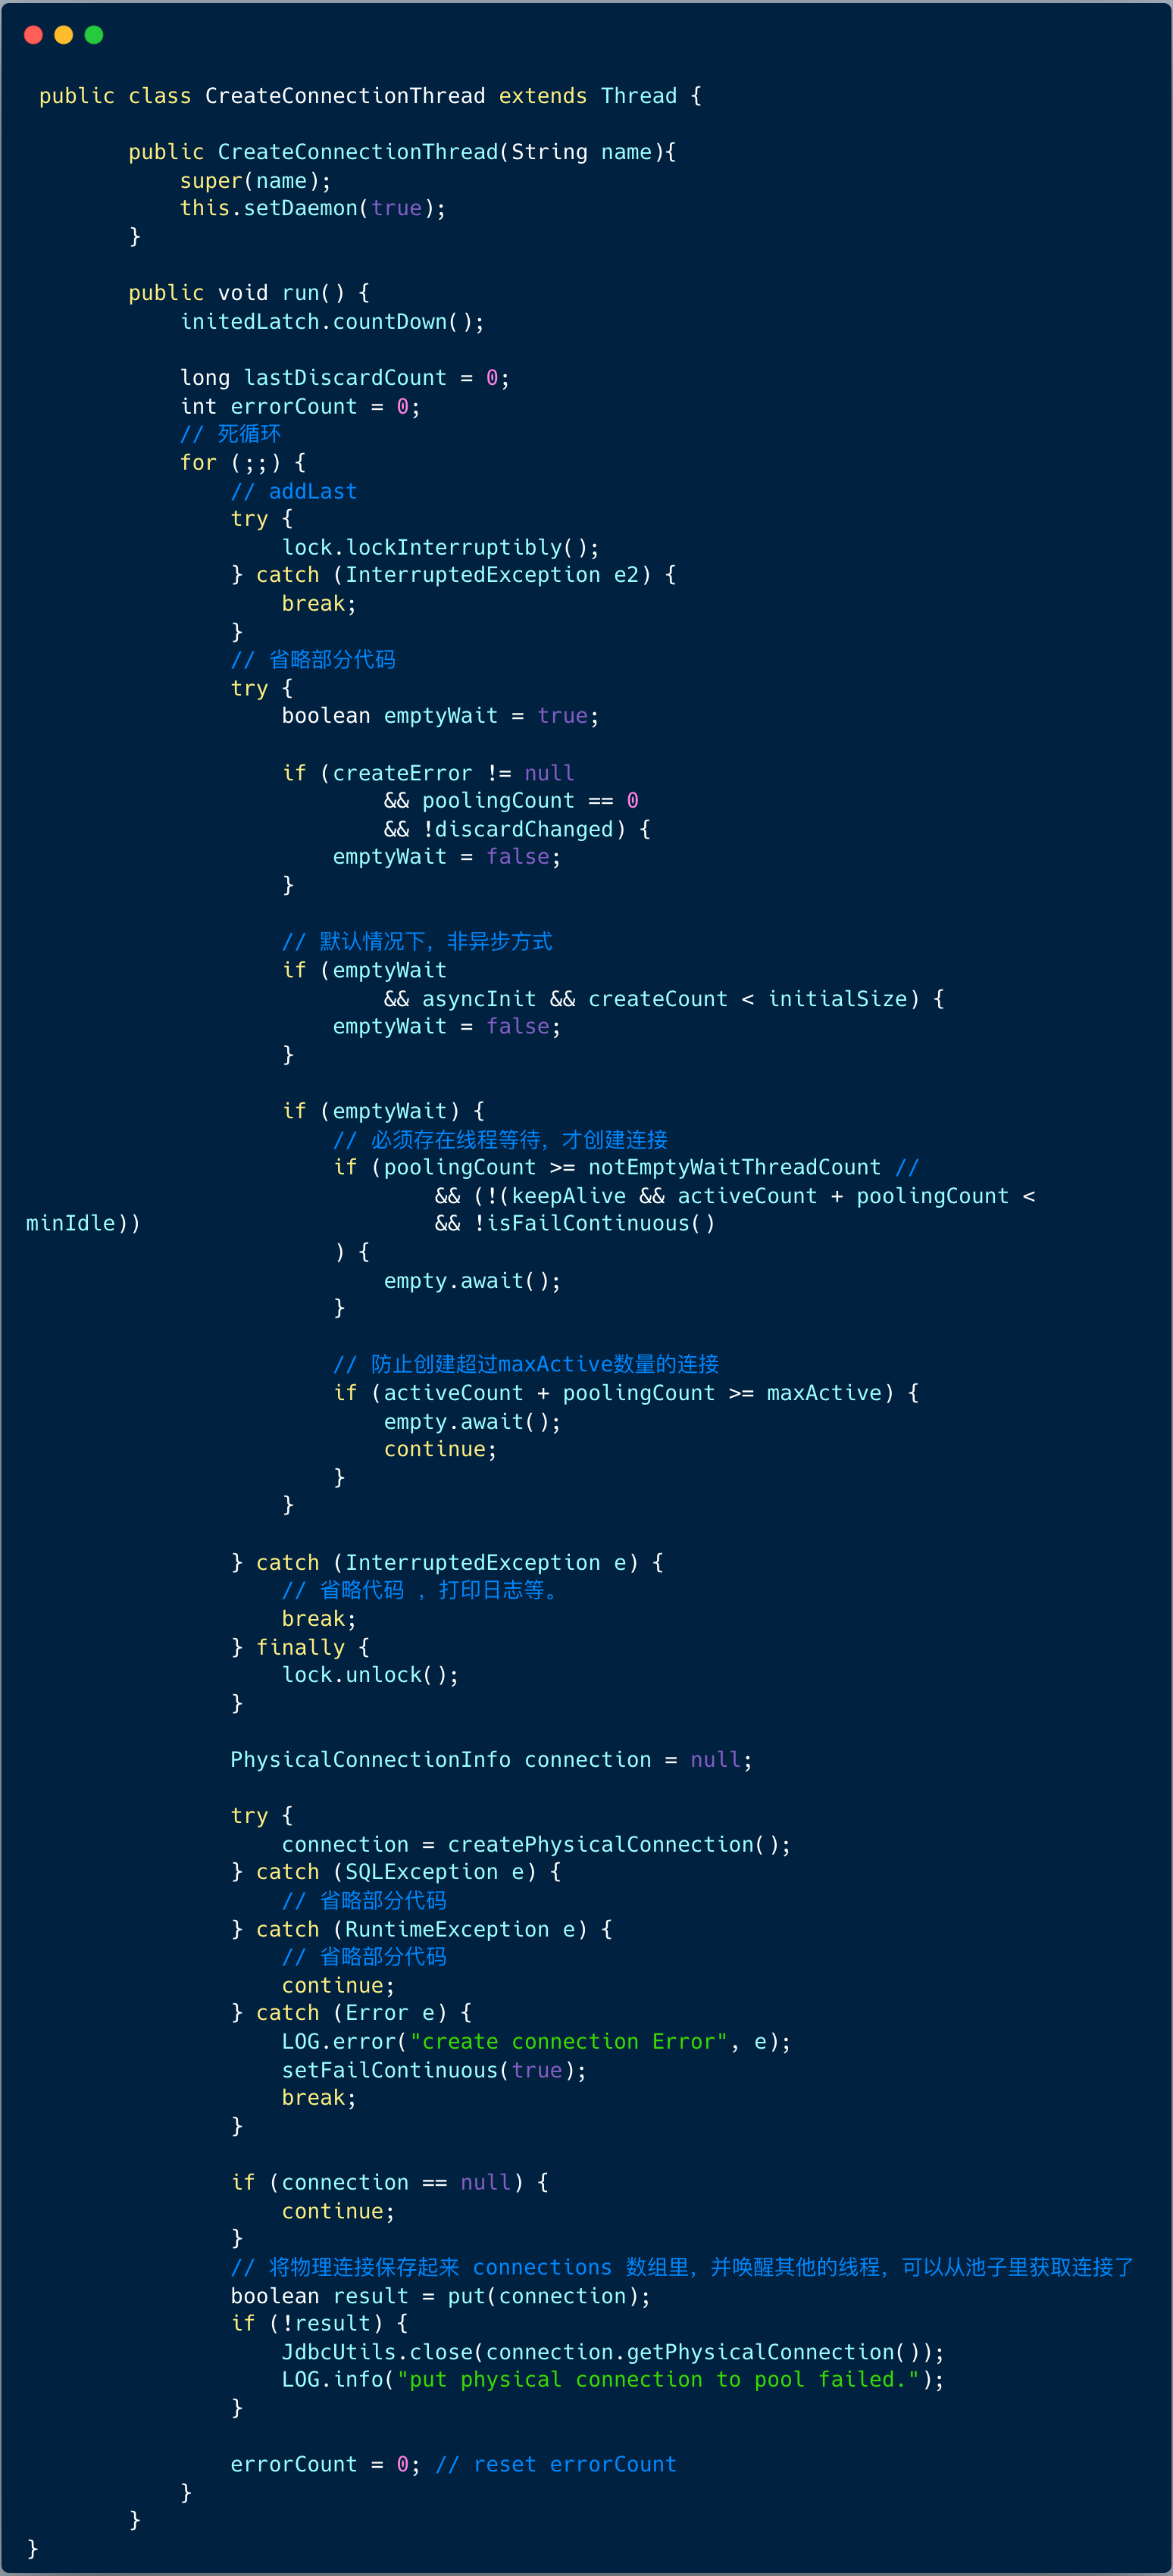 public class CreateConnectionThread extends Thread {
public CreateConnectionThread(String name){
super(name);
this.setDaemon(true);
}
public void run() {
initedLatch.countDown();
long lastDiscardCount = 0;
int errorCount = 0;
// 死循环
for (;;) {
// addLast
try {
lock.lockInterruptibly();
} catch (InterruptedException e2) {
break;
}
// 省略部分代码
try {
boolean emptyWait = true;
if (createError != null
&& poolingCount == 0
&& !discardChanged) {
emptyWait = false;
}
// 默认情况下，非异步方式
if (emptyWait
&& asyncInit && createCount < initialSize) {
emptyWait = false;
}
if (emptyWait) {
// 必须存在线程等待，才创建连接
if (poolingCount >= notEmptyWaitThreadCount //
&& (!(keepAlive && activeCount + poolingCount <
minIdle)) && !isFailContinuous()
) {
empty.await();
}
// 防止创建超过maxActive数量的连接
if (activeCount + poolingCount >= maxActive) {
empty.await();
continue;
}
}
} catch (InterruptedException e) {
// 省略代码 ，打印日志等。
break;
} finally {
lock.unlock();
}
PhysicalConnectionInfo connection = null;
try {
connection = createPhysicalConnection();
} catch (SQLException e) {
// 省略部分代码
} catch (RuntimeException e) {
// 省略部分代码
continue;
} catch (Error e) {
LOG.error("create connection Error", e);
setFailContinuous(true);
break;
}
if (connection == null) {
continue;
}
// 将物理连接保存起来 connections 数组里，并唤醒其他的线程，可以从池子里获取连接了
boolean result = put(connection);
if (!result) {
JdbcUtils.close(connection.getPhysicalConnection());
LOG.info("put physical connection to pool failed.");
}
errorCount = 0; // reset errorCount
}
}
}